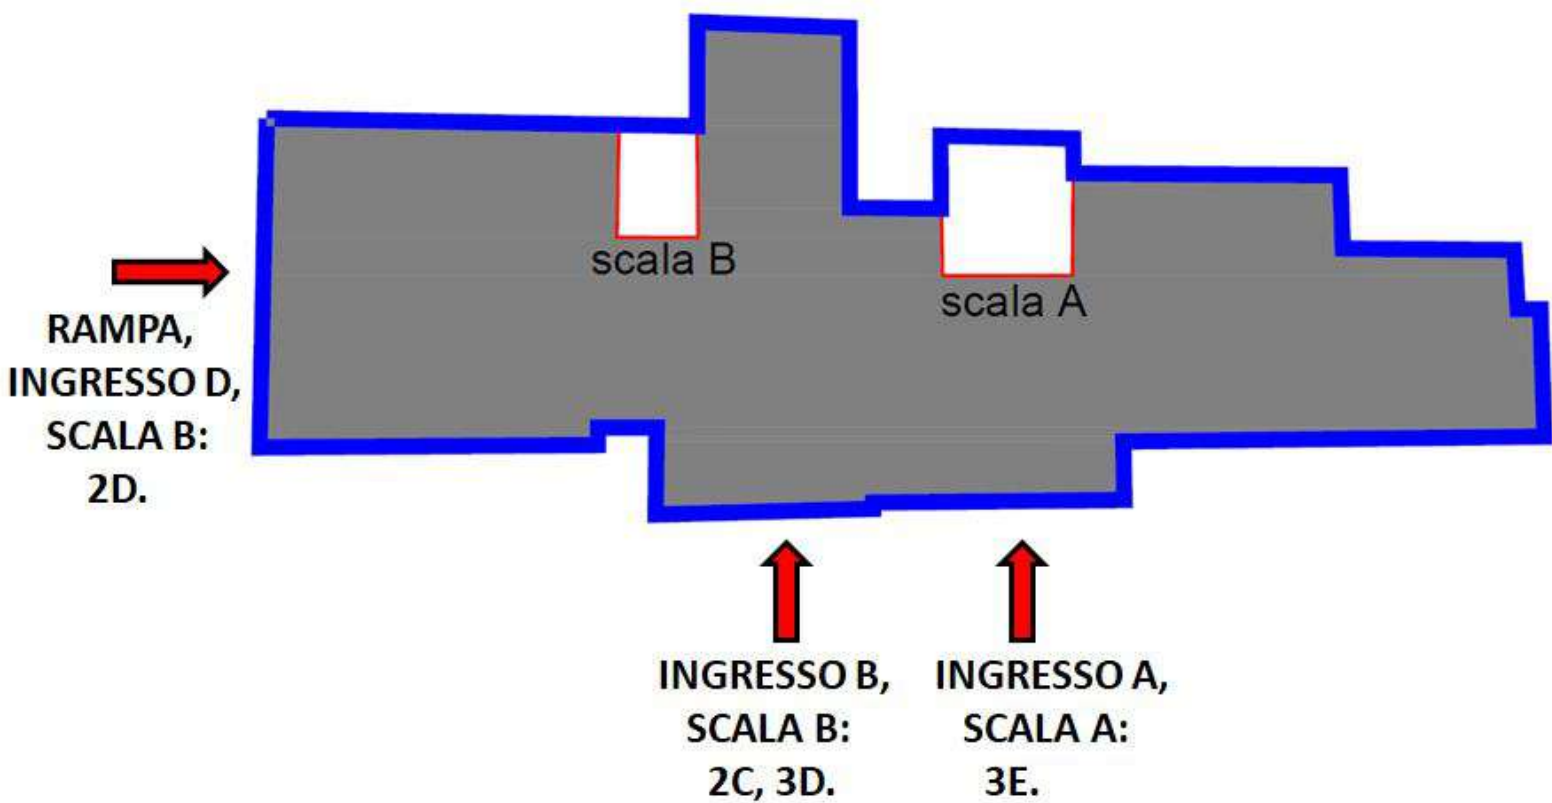 scala B
scala A
RAMPA,
INGRESSO D,
SCALA B:
2D.
INGRESSO B,
SCALA B:
2C, 3D.
INGRESSO A,
SCALA A:
3E.